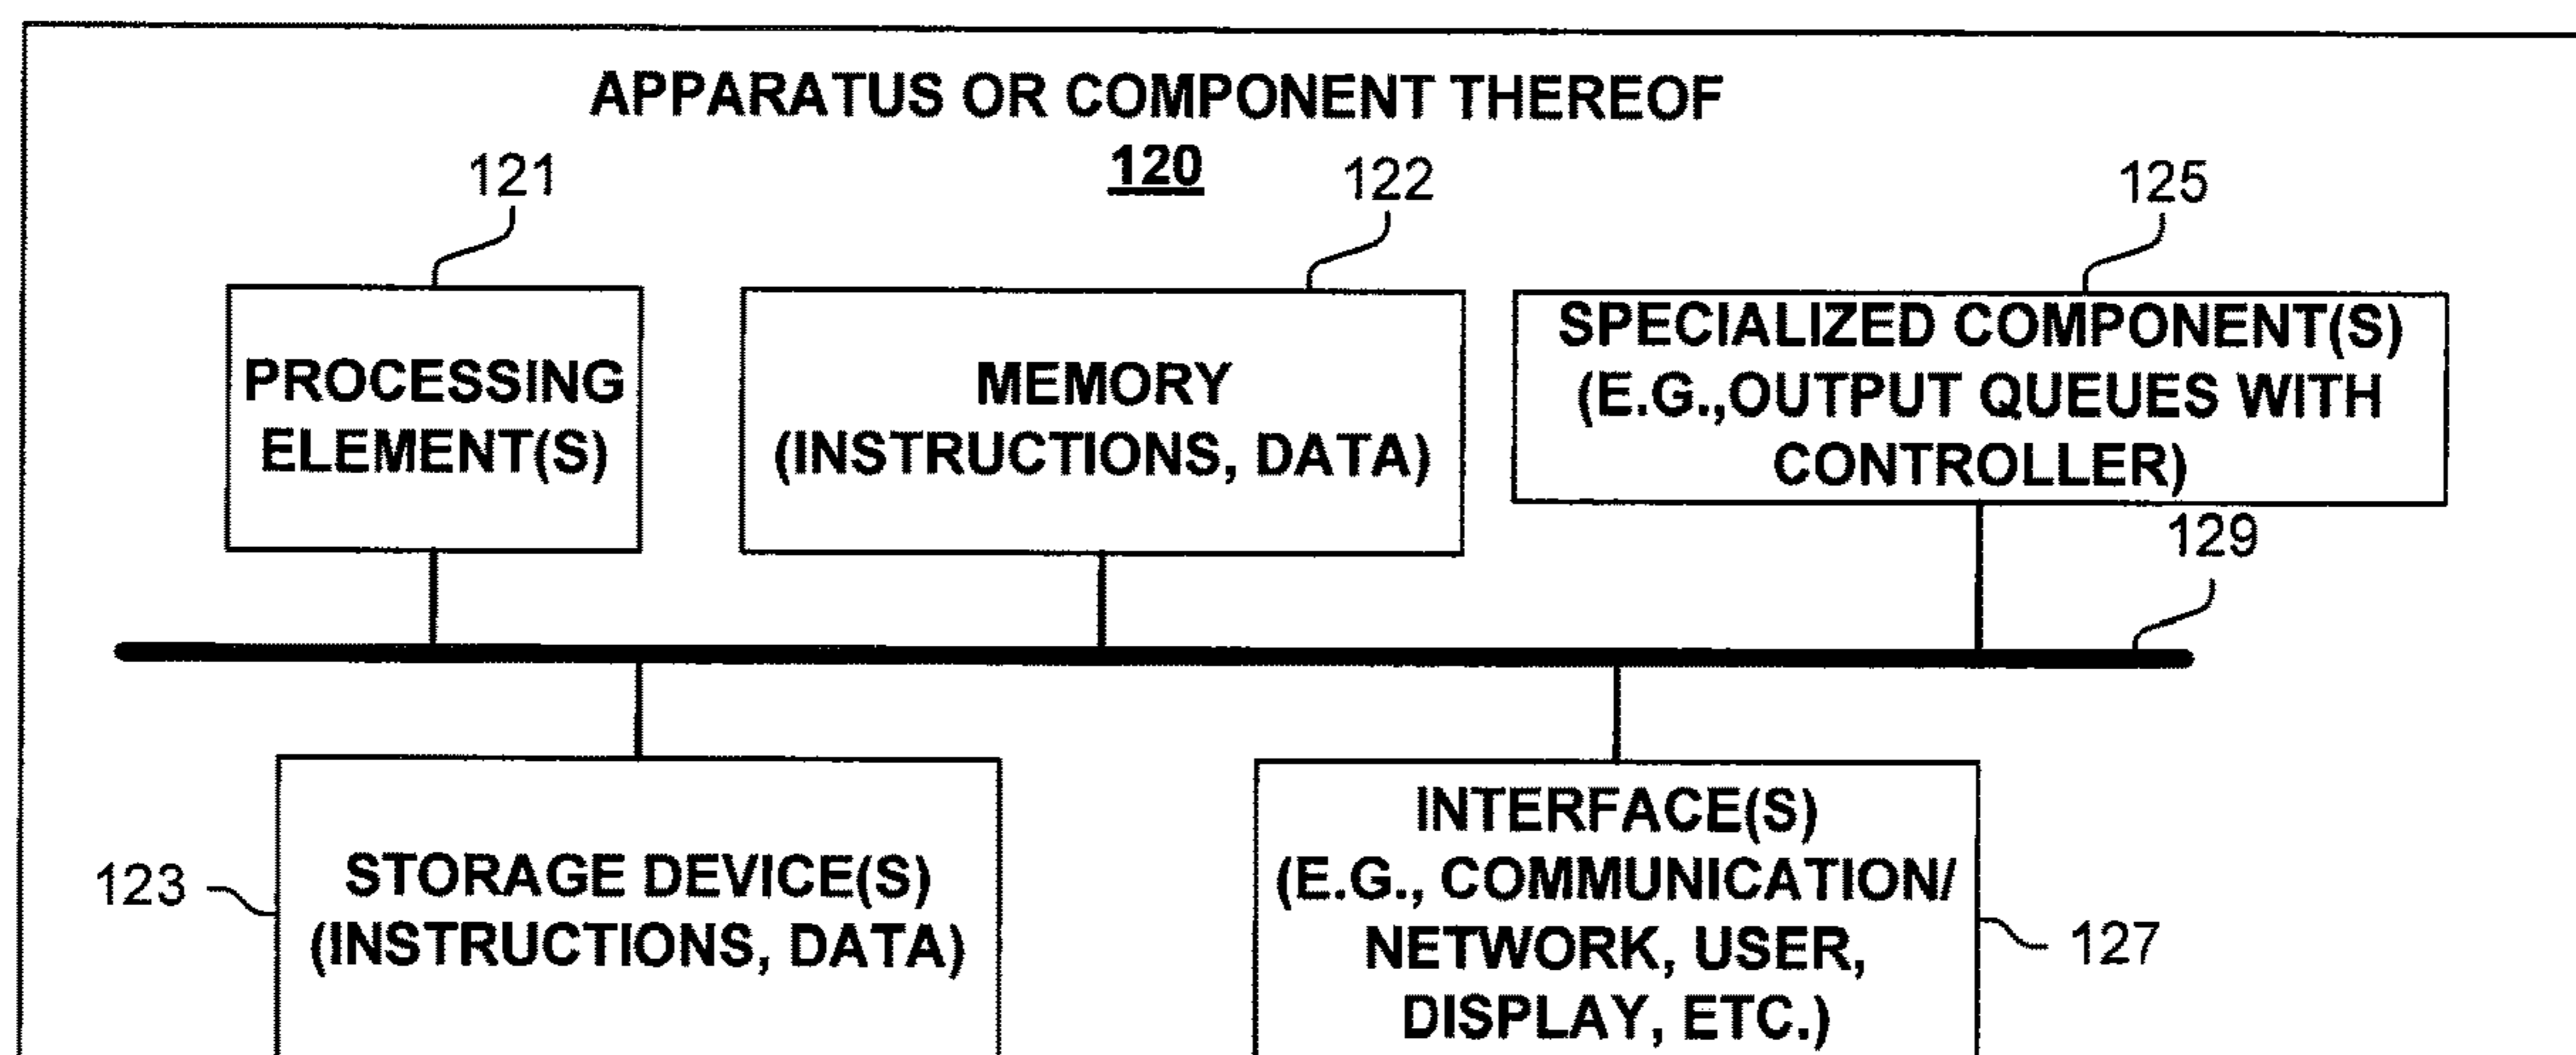 APPARATUS OR COMPONENT THEREOF
120
121
122
125
PROCESSING
ELEMENT(S)
MEMORY
(INSTRUCTIONS, DATA)
SPECIALIZED COMPONENT(S)
(E.G.,OUTPUT QUEUES WITH
CONTROLLER)
129
123
STORAGE DEVICE(S)
(INSTRUCTIONS, DATA)
INTERFACE(S)
(E.G., COMMUNICATION/
NETWORK, USER,
DISPLAY, ETC.)
127